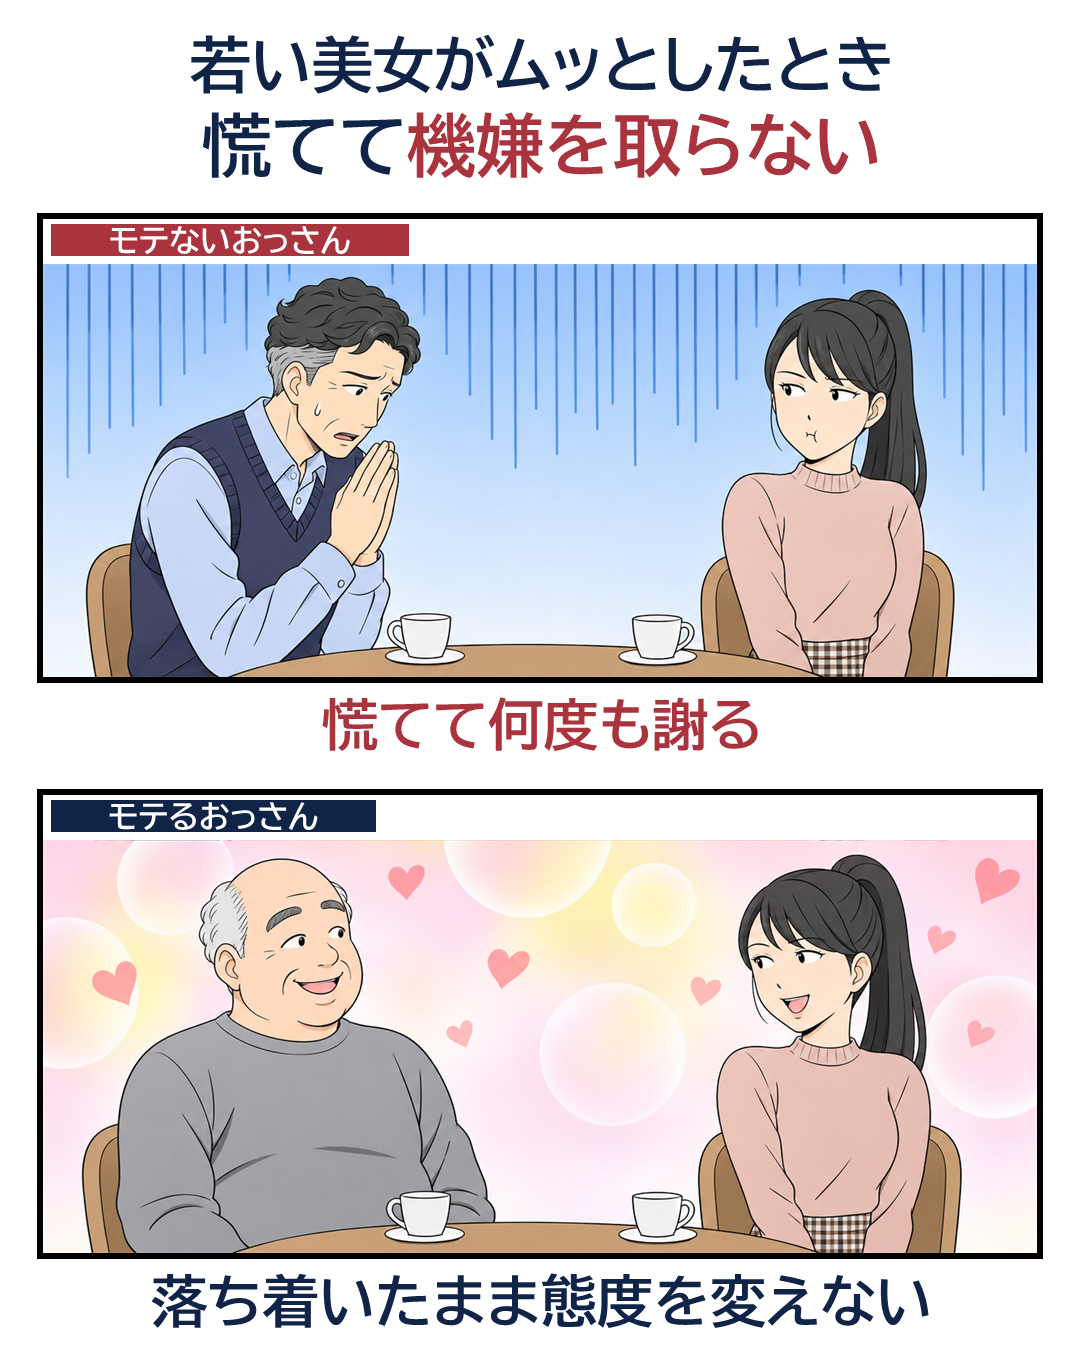 若い美女がムッとしたとき
慌てて機嫌を取らない
モテないおっさん
慌てて何度も謝る
モテるおっさん
落ち着いたまま態度を変えない